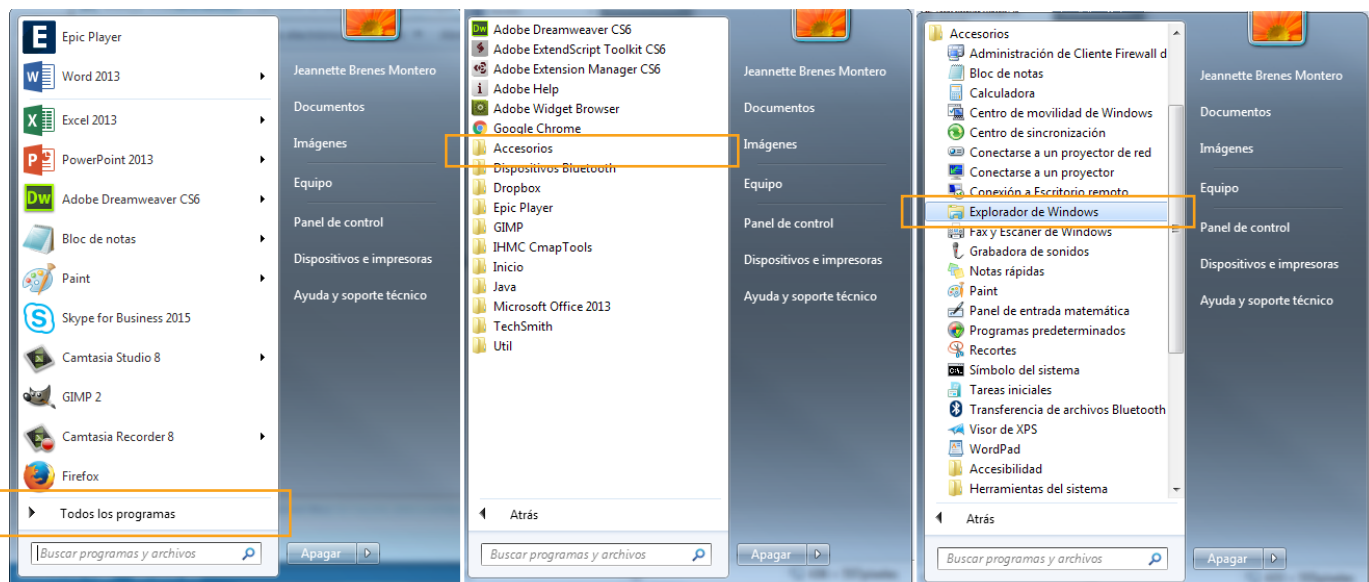 Epic Player
Word 2013
Excel 2013
PowerPoint 2013
Adobe Dreamweaver CS6
Bloc de notas
Paint
Skype for Business 2015
Camtasia Studio 8
GIMP 2
Camtasia Recorder 8
Firefox
Todos los programas
Buscar programas y archivos
Jeannette Brenes Montero
Documentos
Imágenes
Equipo
Panel de control
Dispositivos e impresoras
Ayuda y soporte técnico
Apagar
Adobe Dreamweaver CS6
Adobe ExtendScript Toolkit CS6
Adobe Extension Manager CS6
Adobe Help
Adobe Widget Browser
Google Chrome
Accesorios
Dispositivos Bluetooth
Dropbox
Epic Player
GIMP
IHMC CmapTools
Inicio
Java
Microsoft Office 2013
TechSmith
Util
Atrás
Buscar programas y archivos
Jeannette Brenes Montero
Documentos
Imágenes
Equipo
Panel de control
Dispositivos e impresoras
Ayuda y soporte técnico
Apagar
Accesorios
Administración de Cliente Firewall d
Bloc de notas
Calculadora
Centro de movilidad de Windows
Centro de sincronización
Conectarse a un proyector de red
Conectarse a un proyector
Conexión a Escritorio remoto
Explorador de Windows
Fax y Escáner de Windows
Grabadora de sonidos
Notas rápidas
Paint
Panel de entrada matemática
Programas predeterminados
Recortes
Símbolo del sistema
Tareas iniciales
Transferencia de archivos Bluetooth
Visor de XPS
WordPad
Accesibilidad
Herramientas del sistema
Atrás
Buscar programas y archivos
Jeannette Brenes Montero
Documentos
Imágenes
Equipo
Panel de control
Dispositivos e impresoras
Ayuda y soporte técnico
Apagar